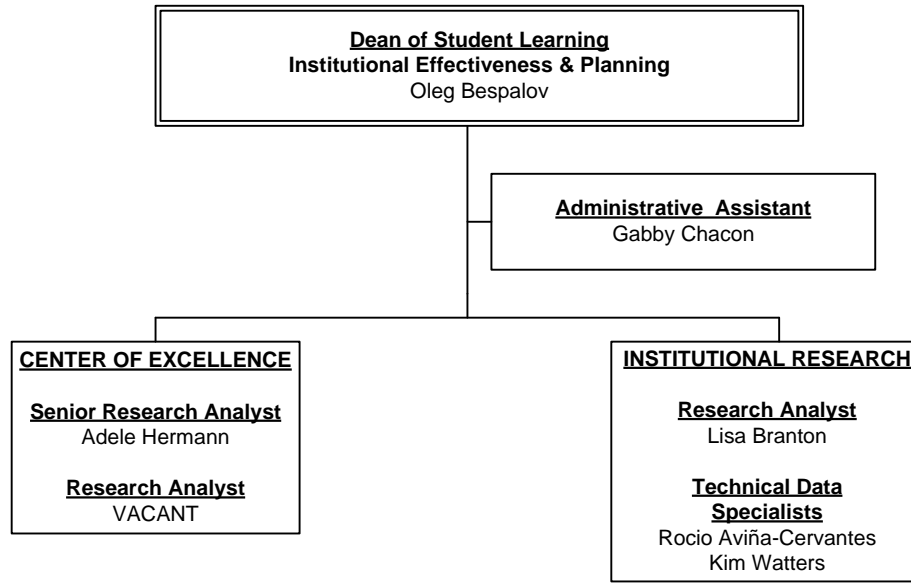 Dean of Student Learning
Institutional Effectiveness & Planning
Oleg Bespalov
Administrative Assistant
Gabby Chacon
CENTER OF EXCELLENCE
Senior Research Analyst
Adele Hermann
Research Analyst
VACANT
INSTITUTIONAL RESEARCH
Research Analyst
Lisa Branton
Technical Data
Specialists
Rocio Aviña-Cervantes
Kim Watters